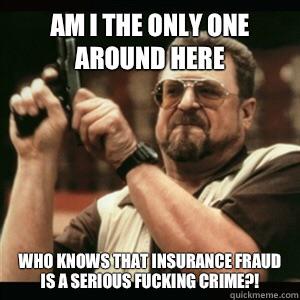 AM I THE ONLY ONE
AROUND HERE
WHO KNOWS THAT INSURANCE FRAUD
IS A SERIOUS FUCKING CRIME?!
quickmeme.com